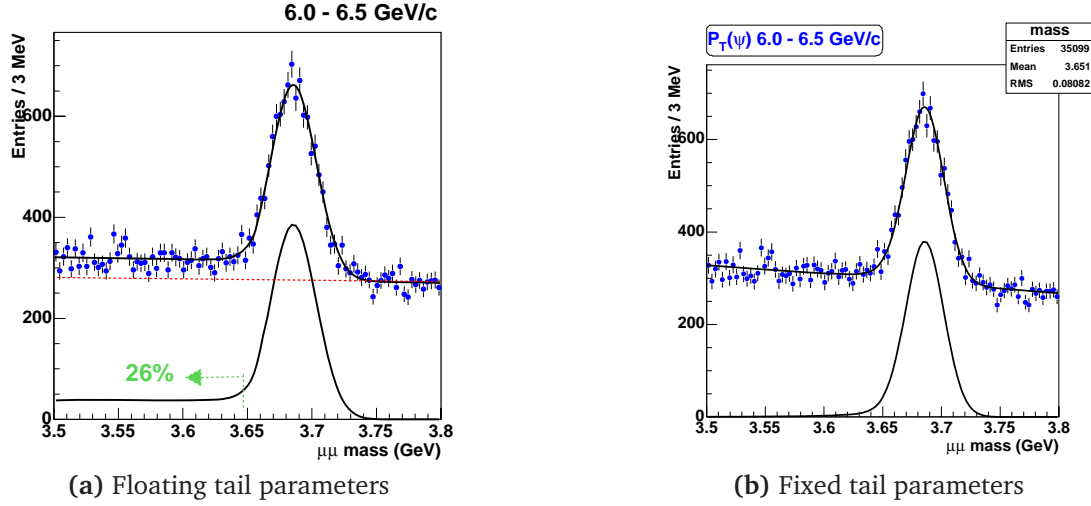 6.0 - 6.5 GeV/c
Entries / 3 MeV
600
400
200
0
26%
3.5 3.55 3.6 3.65 3.7 3.75 3.8
μμ mass (GeV)
(a) Floating tail parameters
P_T(ψ) 6.0 - 6.5 GeV/c
mass
Entries 35099
Mean 3.651
RMS 0.08082
Entries / 3 MeV
600
400
200
0
3.5 3.55 3.6 3.65 3.7 3.75 3.8
μμ mass (GeV)
(b) Fixed tail parameters